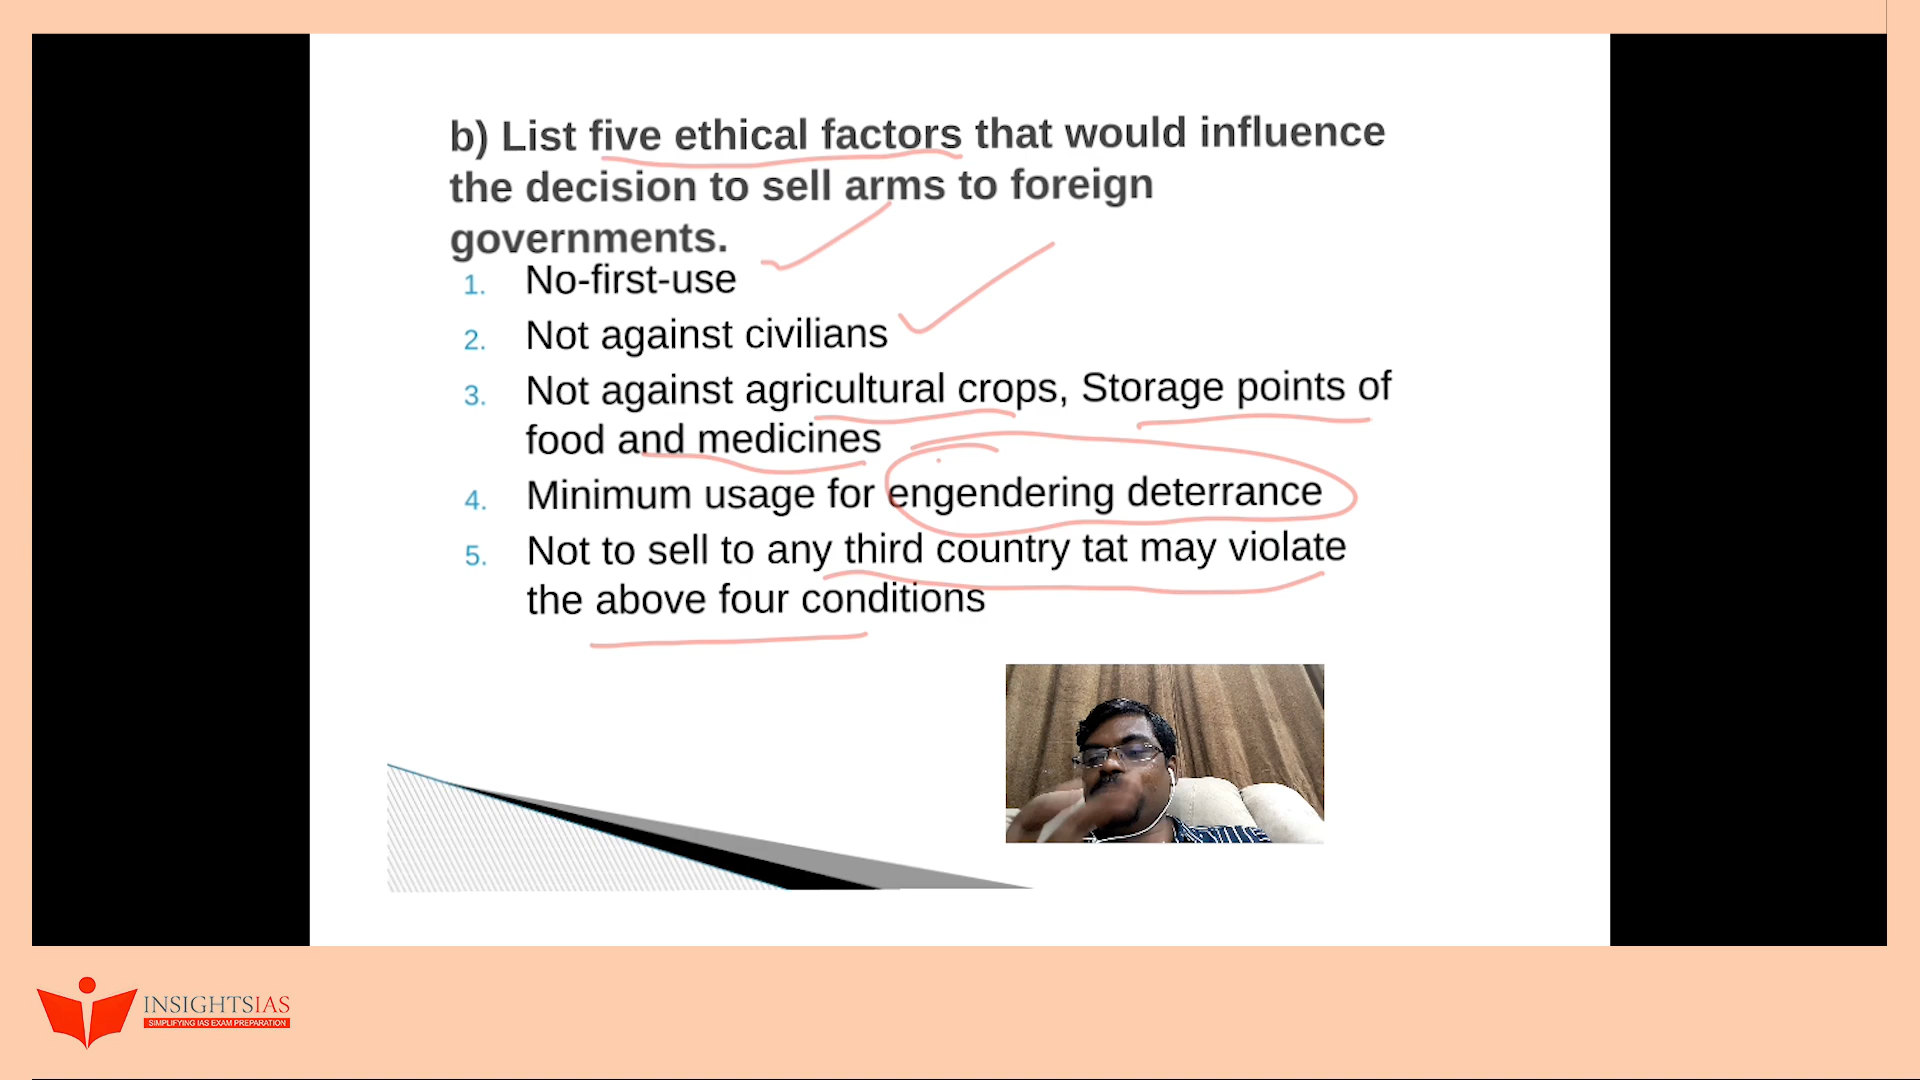 b) List five ethical factors that would influence
the decision to sell arms to foreign
governments.
1. No-first-use
2. Not against civilians
3. Not against agricultural crops, Storage points of
food and medicines
4. Minimum usage for engendering deterrance
5. Not to sell to any third country tat may violate
the above four conditions
INSIGHTSIAS
SIMPLIFYING IAS EXAM PREPARATION